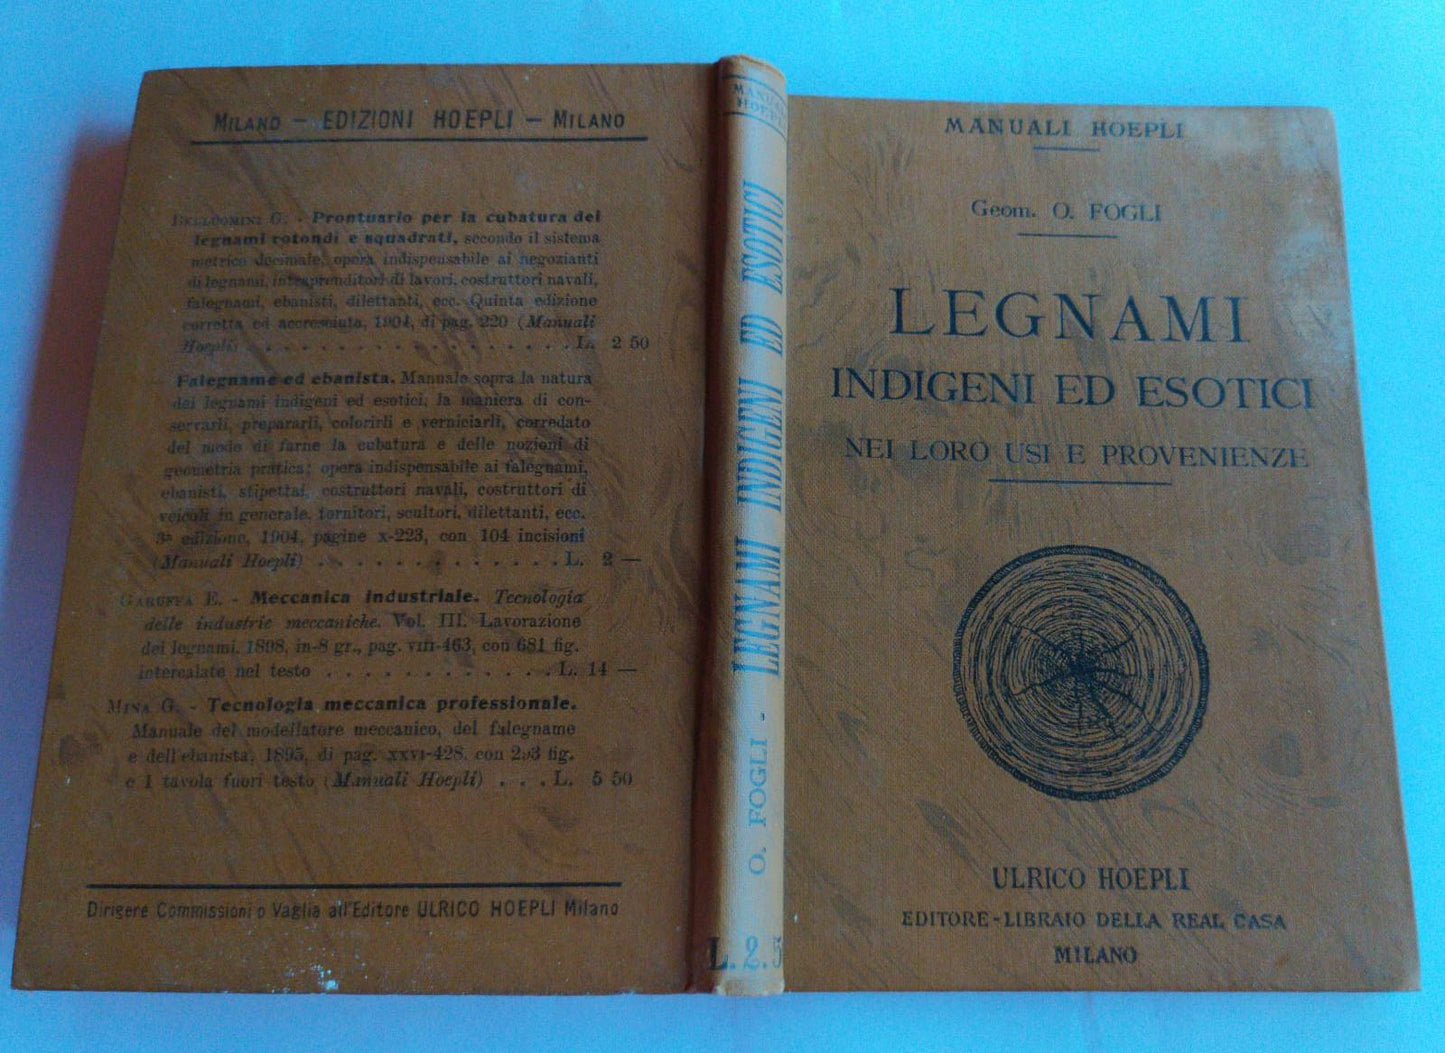 MILANO — EDIZIONI HOEPLI — MILANO
BELLUOMINI G. - Prontuario per la cubatura dei
legnami rotondi e squadrati, secondo il sistema
metrico decimale, opera indispensabile ai negozianti
di legnami, intraprenditori di lavori, costruttori navali,
falegnami, ebanisti, dilettanti, ecc. Quinta edizione
corretta ed accresciuta, 1904, di pag. 220 (Manuali
Hoepli) . . . . . . . . . . . . . . . . . L. 2 50
Falegname ed ebanista. Manuale sopra la natura
dei legnami indigeni ed esotici, la maniera di con-
servarli, prepararli, colorirli e verniciarli, corredato
del modo di farne la cubatura e delle nozioni di
geometria pratica; opera indispensabile ai falegnami,
ebanisti, stipettai, costruttori navali, costruttori di
veicoli in generale, tornitori, scultori, dilettanti, ecc.
3ª edizione, 1904, pagine x-223, con 104 incisioni
(Manuali Hoepli) . . . . . . . . . . . . . L. 2 —
GARUFFA E. - Meccanica industriale. Tecnologia
delle industrie meccaniche. Vol. III. Lavorazione
dei legnami. 1898, in-8 gr., pag. VIII-463, con 681 fig.
intercalate nel testo . . . . . . . . . . . . L. 14 —
MINA G. - Tecnologia meccanica professionale.
Manuale del modellatore meccanico, del falegname
e dell'ebanista, 1895, di pag. XXVI-428, con 293 fig.
e 1 tavola fuori testo (Manuali Hoepli) . . . L. 5 50
Dirigere Commissioni o Vaglia all'Editore ULRICO HOEPLI Milano
MANUALI
HOEPLI
O. FOGLI - LEGNAMI INDIGENI ED ESOTICI
L. 2.5
MANUALI HOEPLI
Geom. O. FOGLI
LEGNAMI
INDIGENI ED ESOTICI
NEI LORO USI E PROVENIENZE
ULRICO HOEPLI
EDITORE-LIBRAIO DELLA REAL CASA
MILANO